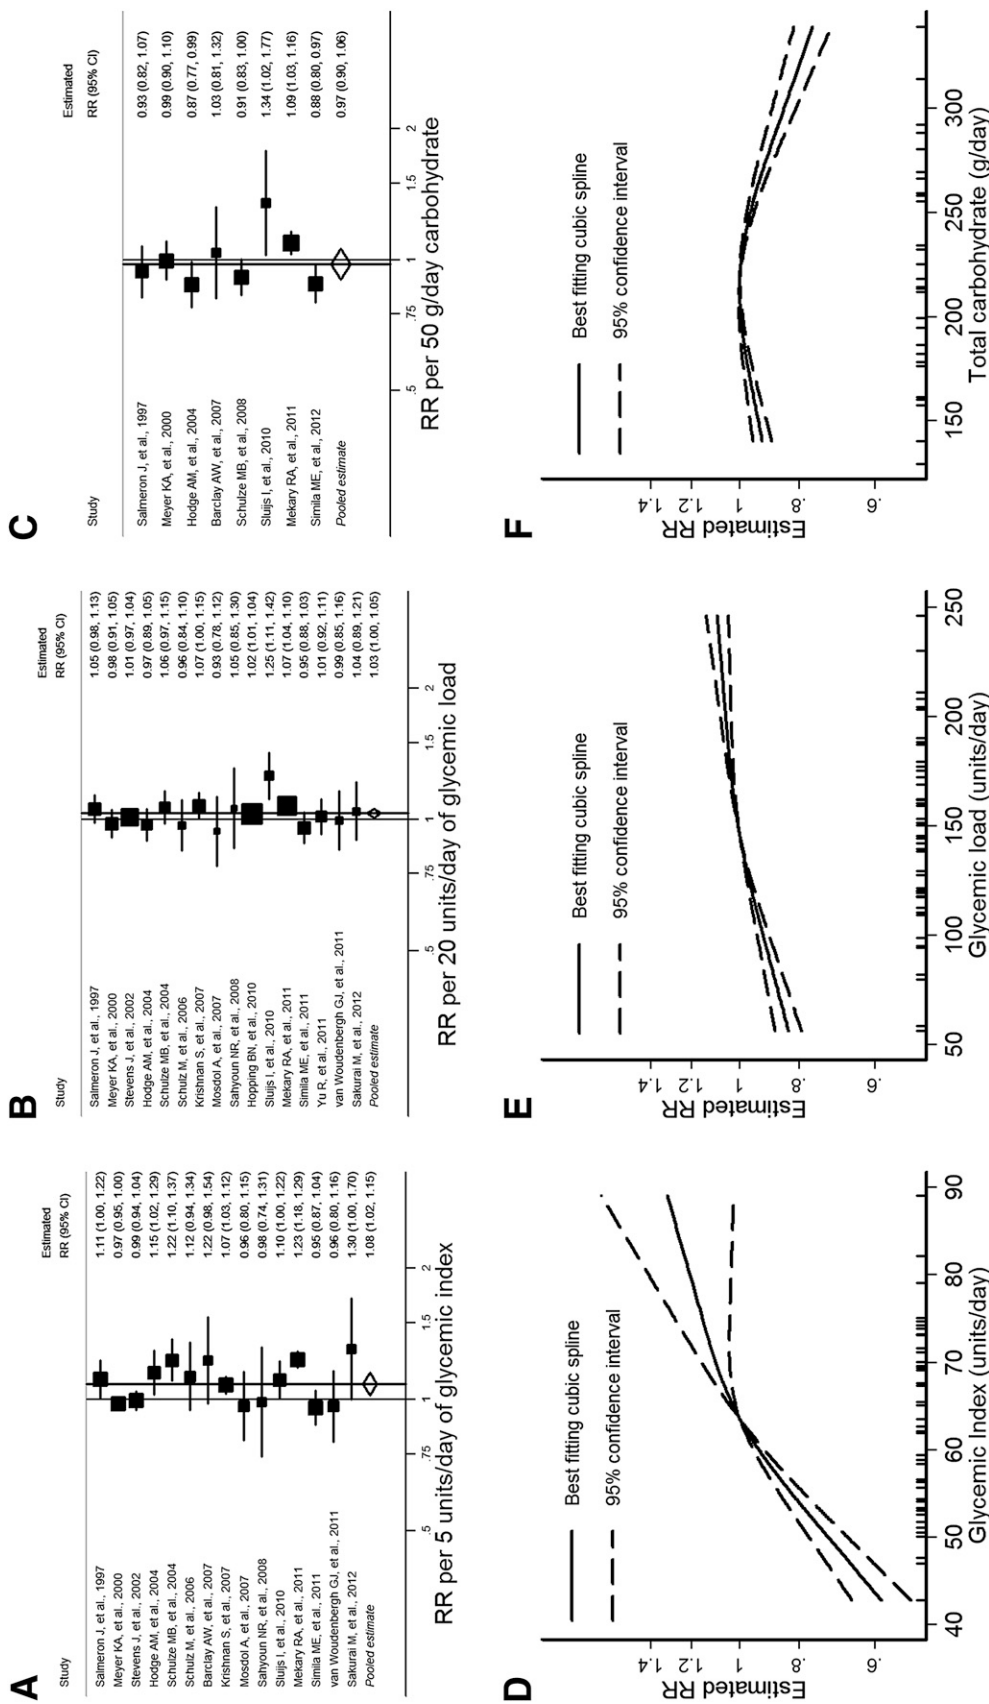 A
Estimated
Study RR (95% CI)
Salmeron J, et al., 1997 1.11 (1.00, 1.22)
Meyer KA, et al., 2000 0.97 (0.95, 1.00)
Stevens J, et al., 2002 0.99 (0.94, 1.04)
Hodge AM, et al., 2004 1.15 (1.02, 1.29)
Schulze MB, et al., 2004 1.22 (1.10, 1.37)
Schulz M, et al., 2006 1.12 (0.94, 1.34)
Barclay AW, et al., 2007 1.22 (0.98, 1.54)
Krishnan S, et al., 2007 1.07 (1.03, 1.12)
Mosdol A, et al., 2007 0.96 (0.80, 1.15)
Sahyoun NR, et al., 2008 0.98 (0.74, 1.31)
Sluijs I, et al., 2010 1.10 (1.00, 1.22)
Mekary RA, et al., 2011 1.23 (1.18, 1.29)
Simila ME, et al., 2011 0.95 (0.87, 1.04)
van Woudenbergh GJ, et al., 2011 0.96 (0.80, 1.16)
Sakurai M, et al., 2012 1.30 (1.00, 1.70)
Pooled estimate 1.08 (1.02, 1.15)
.5 .75 1 1.5 2
RR per 5 units/day of glycemic index
B
Estimated
Study RR (95% CI)
Salmeron J, et al., 1997 1.05 (0.98, 1.13)
Meyer KA, et al., 2000 0.98 (0.91, 1.05)
Stevens J, et al., 2002 1.01 (0.97, 1.04)
Hodge AM, et al., 2004 0.97 (0.89, 1.05)
Schulze MB, et al., 2004 1.06 (0.97, 1.15)
Schulz M, et al., 2006 0.96 (0.84, 1.10)
Krishnan S, et al., 2007 1.07 (1.00, 1.15)
Mosdol A, et al., 2007 0.93 (0.78, 1.12)
Sahyoun NR, et al., 2008 1.05 (0.85, 1.30)
Hopping BN, et al., 2010 1.02 (1.01, 1.04)
Sluijs I, et al., 2010 1.25 (1.11, 1.42)
Mekary RA, et al., 2011 1.07 (1.04, 1.10)
Simila ME, et al., 2011 0.95 (0.88, 1.03)
Yu R, et al., 2011 1.01 (0.92, 1.11)
van Woudenbergh GJ, et al., 2011 0.99 (0.85, 1.16)
Sakurai M, et al., 2012 1.04 (0.89, 1.21)
Pooled estimate 1.03 (1.00, 1.05)
.5 .75 1 1.5 2
RR per 20 units/day of glycemic load
C
Estimated
Study RR (95% CI)
Salmeron J, et al., 1997 0.93 (0.82, 1.07)
Meyer KA, et al., 2000 0.99 (0.90, 1.10)
Hodge AM, et al., 2004 0.87 (0.77, 0.99)
Barclay AW, et al., 2007 1.03 (0.81, 1.32)
Schulze MB, et al., 2008 0.91 (0.83, 1.00)
Sluijs I, et al., 2010 1.34 (1.02, 1.77)
Mekary RA, et al., 2011 1.09 (1.03, 1.16)
Simila ME, et al., 2012 0.88 (0.80, 0.97)
Pooled estimate 0.97 (0.90, 1.06)
.5 .75 1 1.5 2
RR per 50 g/day carbohydrate
D
Estimated RR
1.4
1.2
1
.8
.6
Best fitting cubic spline
95% confidence interval
40 50 60 70 80 90
Glycemic Index (units/day)
E
Estimated RR
1.4
1.2
1
.8
.6
Best fitting cubic spline
95% confidence interval
50 100 150 200 250
Glycemic load (units/day)
F
Estimated RR
1.4
1.2
1
.8
.6
Best fitting cubic spline
95% confidence interval
150 200 250 300
Total carbohydrate (g/day)